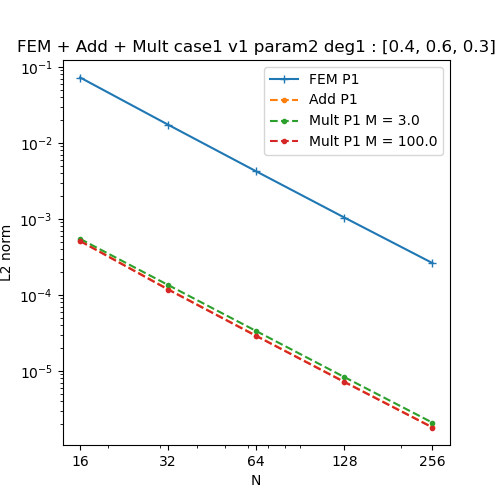 FEM + Add + Mult case1 v1 param2 deg1 : [0.4, 0.6, 0.3]
10⁻¹
10⁻²
10⁻³
10⁻⁴
10⁻⁵
L2 norm
FEM P1
Add P1
Mult P1 M = 3.0
Mult P1 M = 100.0
16 32 64 128 256
N